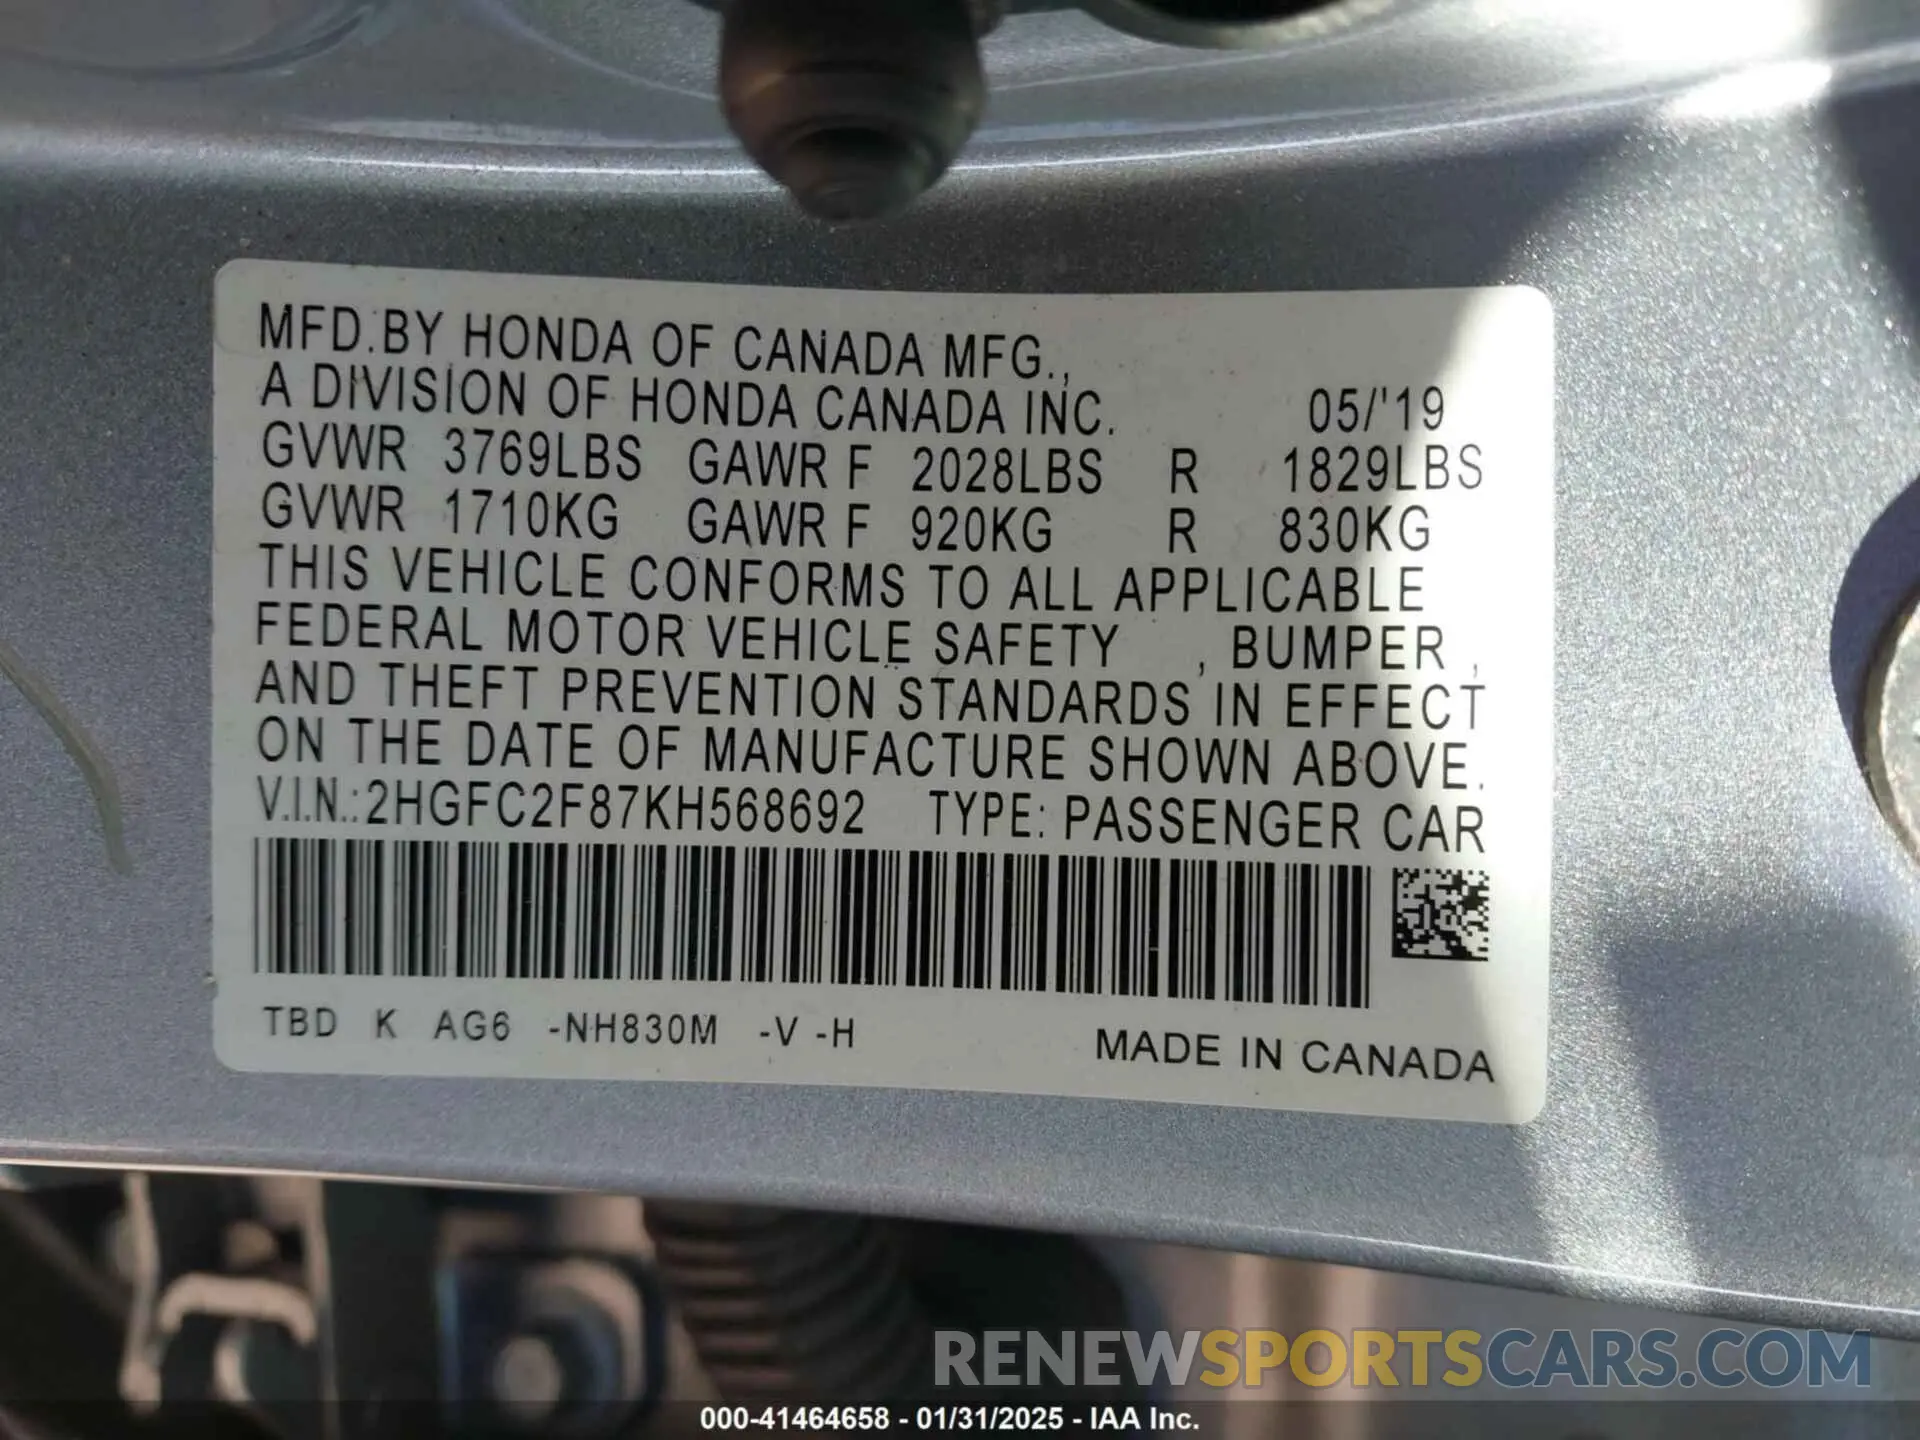 MFD.BY HONDA OF CANADA MFG.,
A DIVISION OF HONDA CANADA INC. 05/'19
GVWR 3769LBS GAWR F 2028LBS R 1829LBS
GVWR 1710KG GAWR F 920KG R 830KG
THIS VEHICLE CONFORMS TO ALL APPLICABLE
FEDERAL MOTOR VEHICLE SAFETY , BUMPER ,
AND THEFT PREVENTION STANDARDS IN EFFECT
ON THE DATE OF MANUFACTURE SHOWN ABOVE.
V.I.N.:2HGFC2F87KH568692 TYPE: PASSENGER CAR
TBD K AG6 -NH830M -V -H MADE IN CANADA
RENEWSPORTSCARS.COM
000-41464658 - 01/31/2025 - IAA Inc.